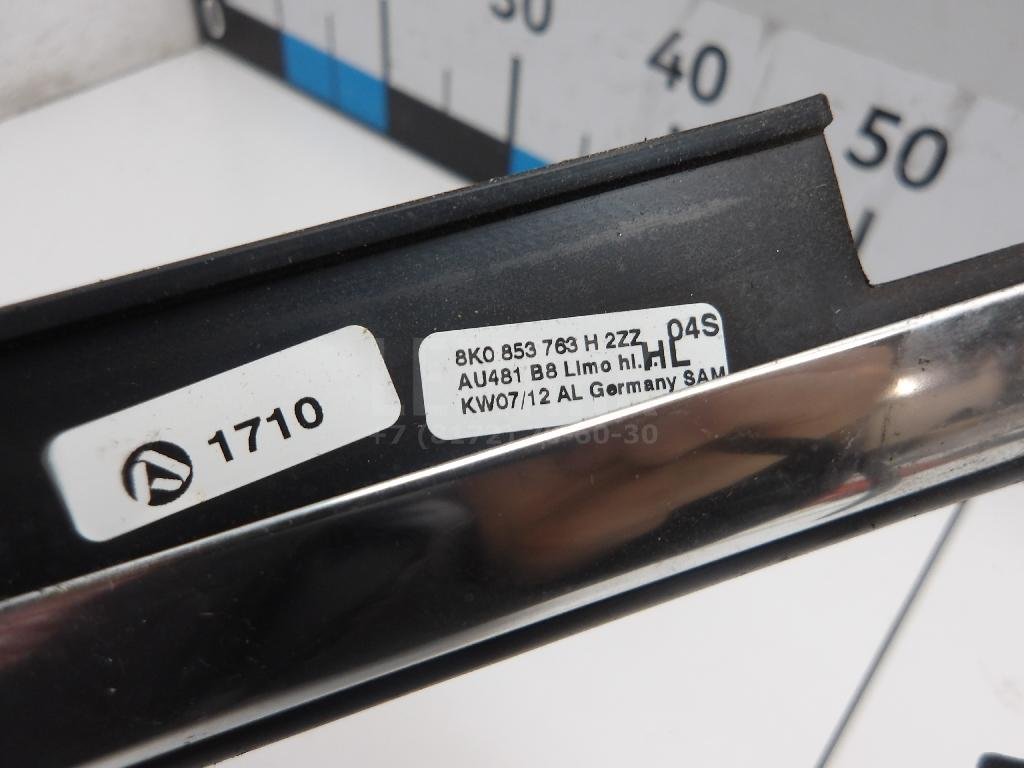 0
30
40
50
8K0 853 763 H 2ZZ 04S
AU481 B8 Limo hl. HL
KW07/12 AL Germany SAM
1710